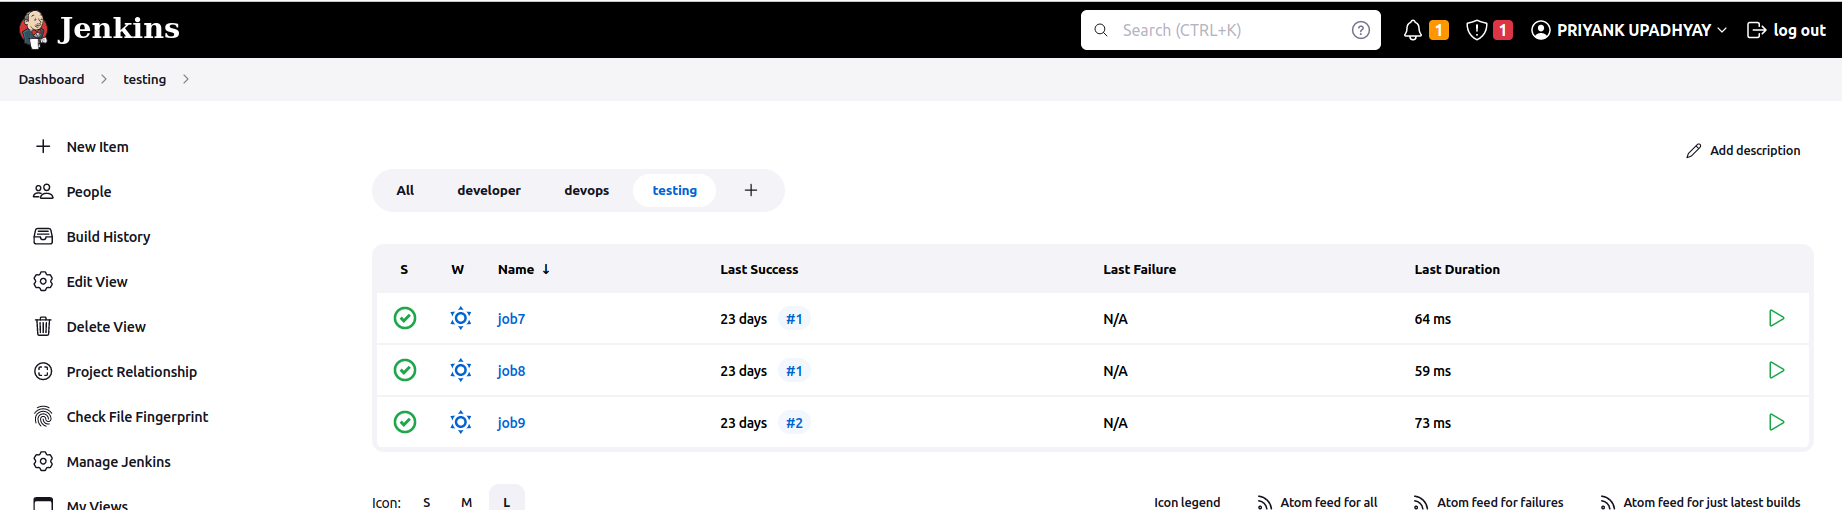 Jenkins
Search (CTRL+K)
1
1
PRIYANK UPADHYAY
log out
Dashboard
testing
New Item
People
Build History
Edit View
Delete View
Project Relationship
Check File Fingerprint
Manage Jenkins
My Views
Add description
All developer devops testing +
S W Name ↓ Last Success Last Failure Last Duration
job7 23 days #1 N/A 64 ms
job8 23 days #1 N/A 59 ms
job9 23 days #2 N/A 73 ms
Icon: S M L
Icon legend Atom feed for all Atom feed for failures Atom feed for just latest builds